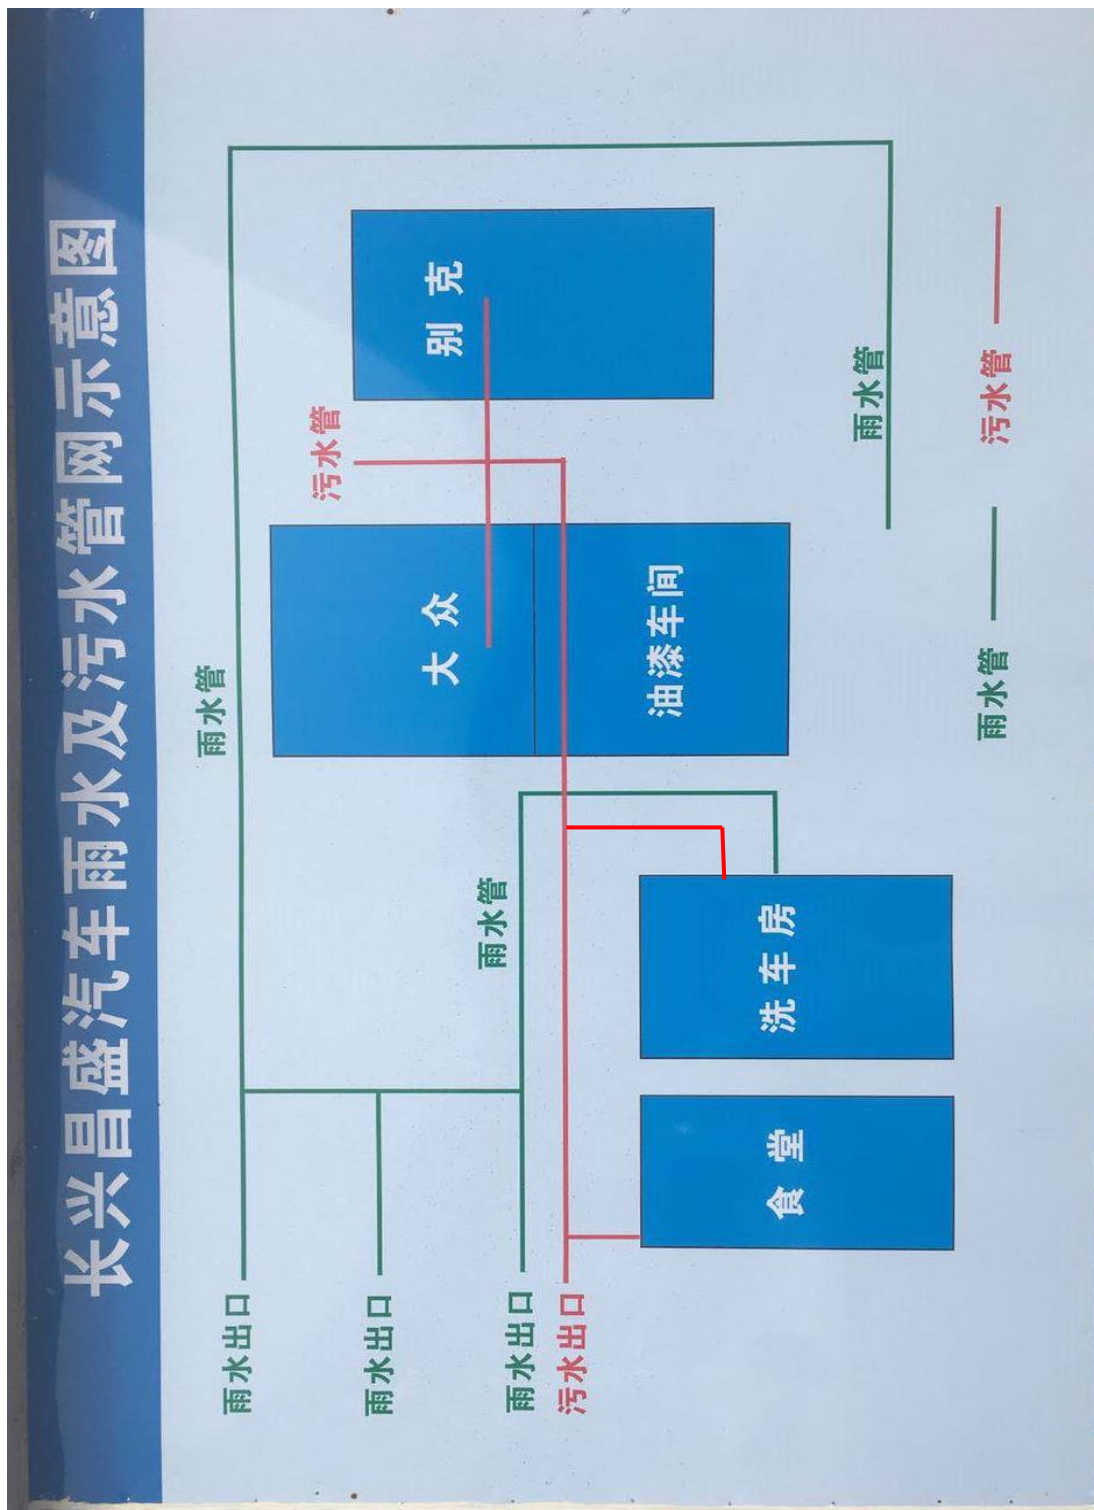 长兴昌盛汽车雨水及污水管网示意图
雨水出口
雨水管
雨水出口
污水管
大众
别克
雨水出口
雨水管
污水出口
油漆车间
食堂
洗车房
雨水管
雨水管
污水管